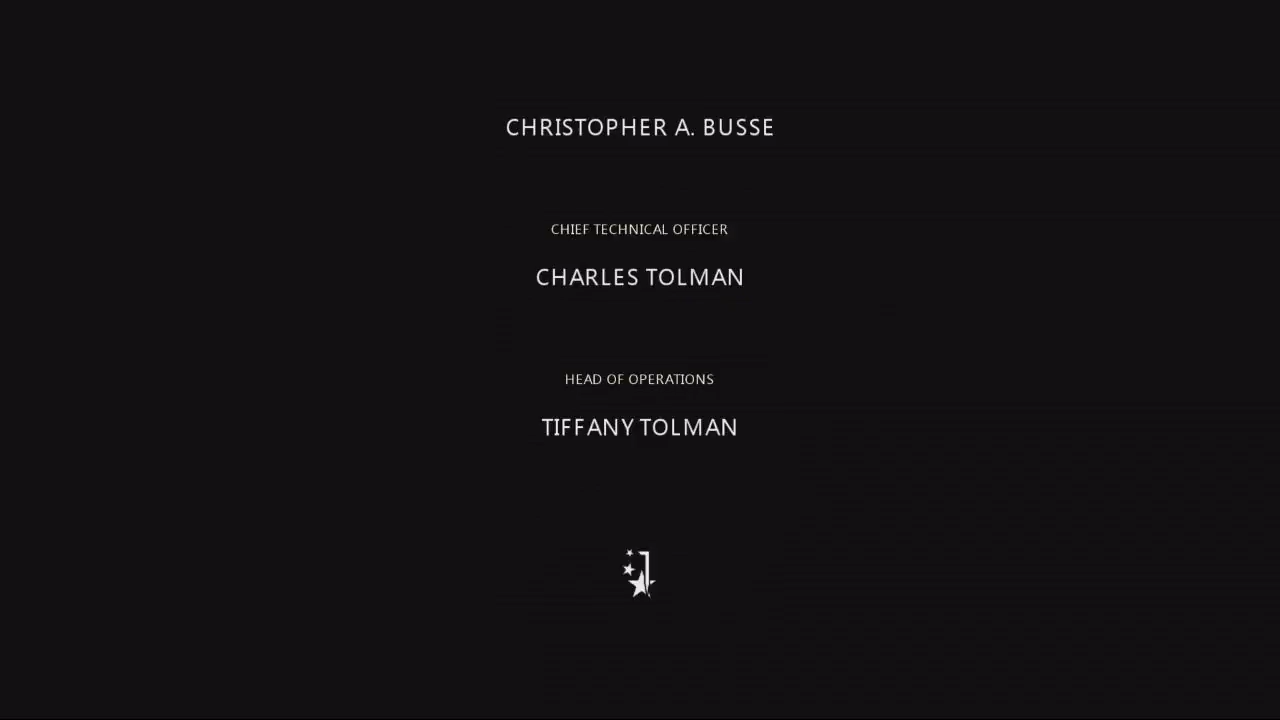 CHRISTOPHER A. BUSSE
CHIEF TECHNICAL OFFICER
CHARLES TOLMAN
HEAD OF OPERATIONS
TIFFANY TOLMAN